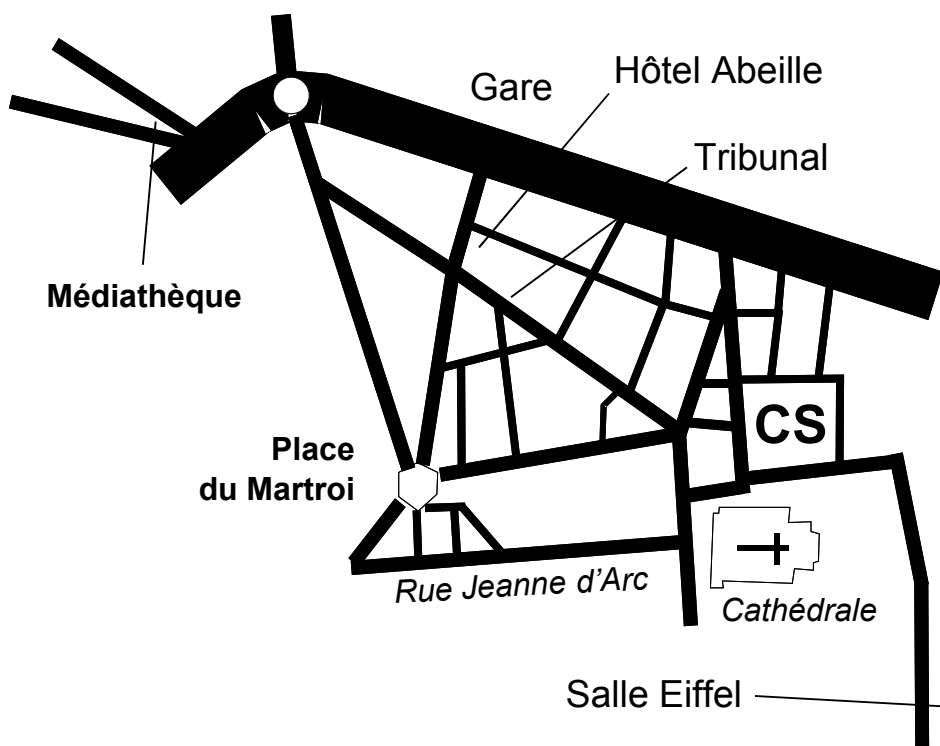 Hôtel Abeille
Gare
Tribunal
Médiathèque
CS
Place
du Martroi
Rue Jeanne d’Arc
Cathédrale
Salle Eiffel